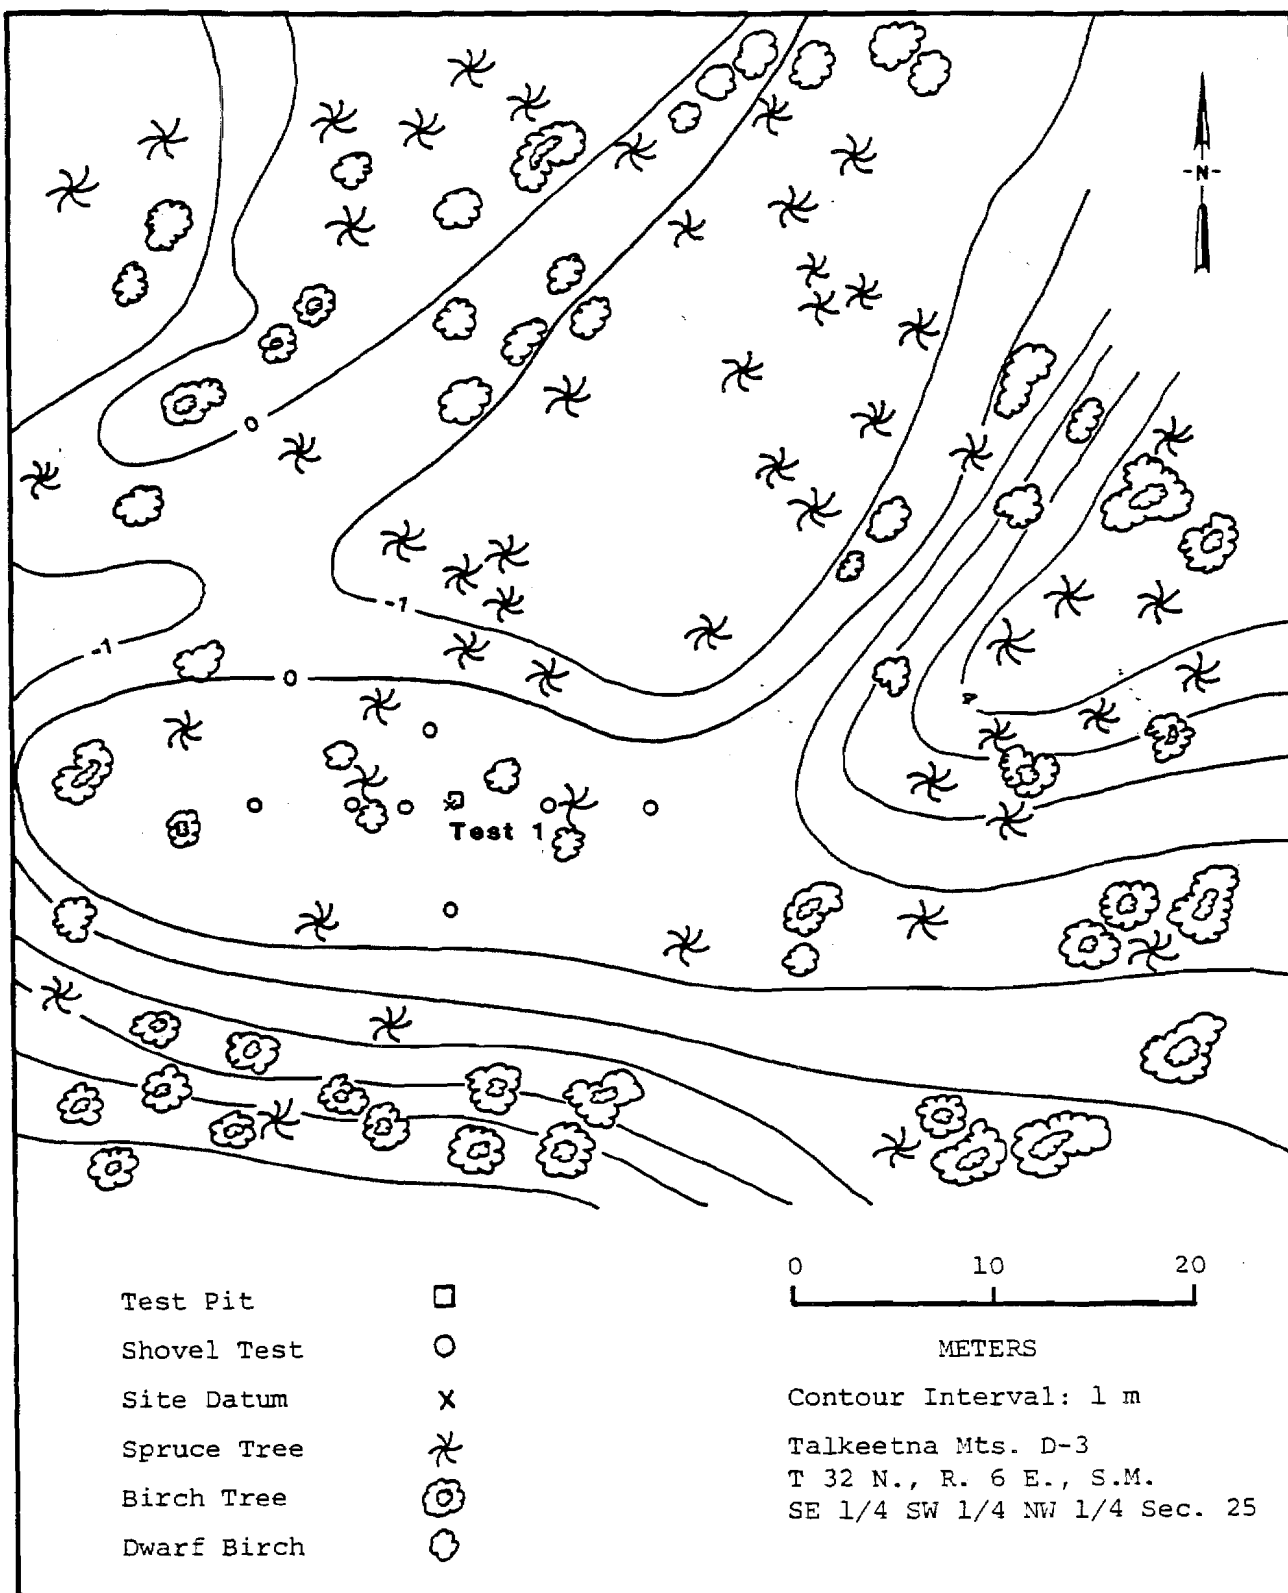 -N-
0
-1
-1
0
4
Test 1
0 10 20
METERS
Contour Interval: 1 m
Talkeetna Mts. D-3
T 32 N., R. 6 E., S.M.
SE 1/4 SW 1/4 NW 1/4 Sec. 25
Test Pit
Shovel Test
Site Datum
Spruce Tree
Birch Tree
Dwarf Birch